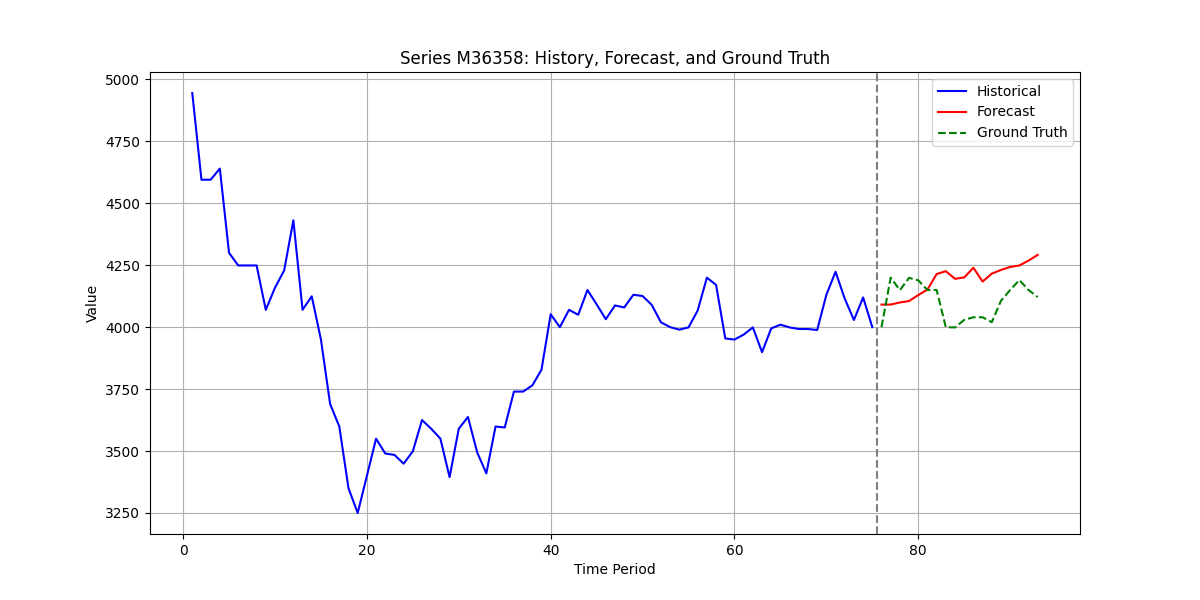 Series M36358: History, Forecast, and Ground Truth
5000
4750
4500
4250
4000
3750
3500
3250
Value
Historical
Forecast
Ground Truth
0
20
40
60
80
Time Period